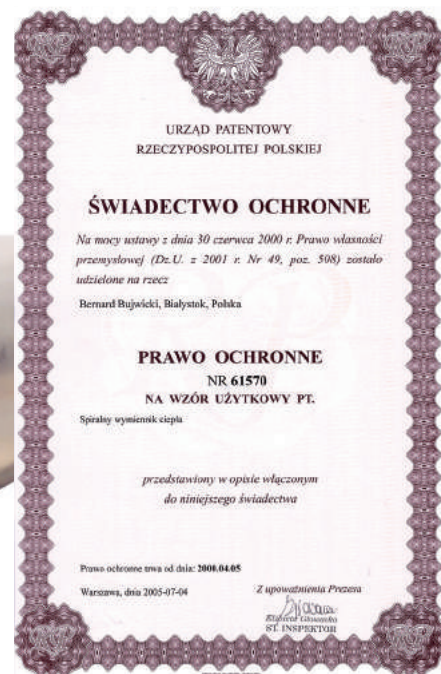 URZĄD PATENTOWY
RZECZYPOSPOLITEJ POLSKIEJ
ŚWIADECTWO OCHRONNE
Na mocy ustawy z dnia 30 czerwca 2000 r. Prawo własności
przemysłowej (Dz.U. z 2001 r. Nr 49, poz. 508) zostało
udzielone na rzecz
Bernard Bujwicki, Białystok, Polska
PRAWO OCHRONNE
NR 61570
NA WZÓR UŻYTKOWY PT.
Spiralny wymiennik ciepła
przedstawiony w opisie włączonym
do niniejszego świadectwa
Prawo ochronne trwa od dnia: 2000.04.05
Warszawa, dnia 2005-07-04
Z upoważnienia Prezesa
ST. INSPEKTOR